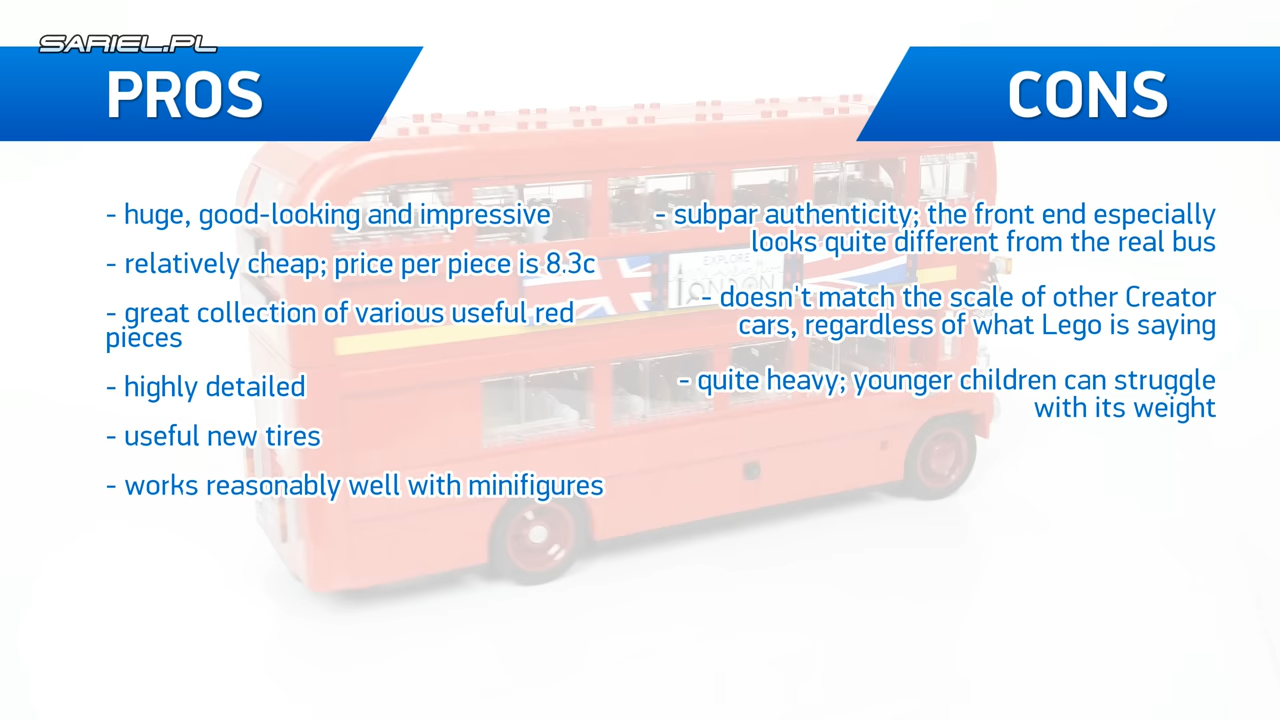 SARIEL.PL
PROS
CONS
- huge, good-looking and impressive
- relatively cheap; price per piece is 8.3c
- great collection of various useful red
pieces
- highly detailed
- useful new tires
- works reasonably well with minifigures
- subpar authenticity; the front end especially
looks quite different from the real bus
- doesn't match the scale of other Creator
cars, regardless of what Lego is saying
- quite heavy; younger children can struggle
with its weight
EXPLORE
LONDON